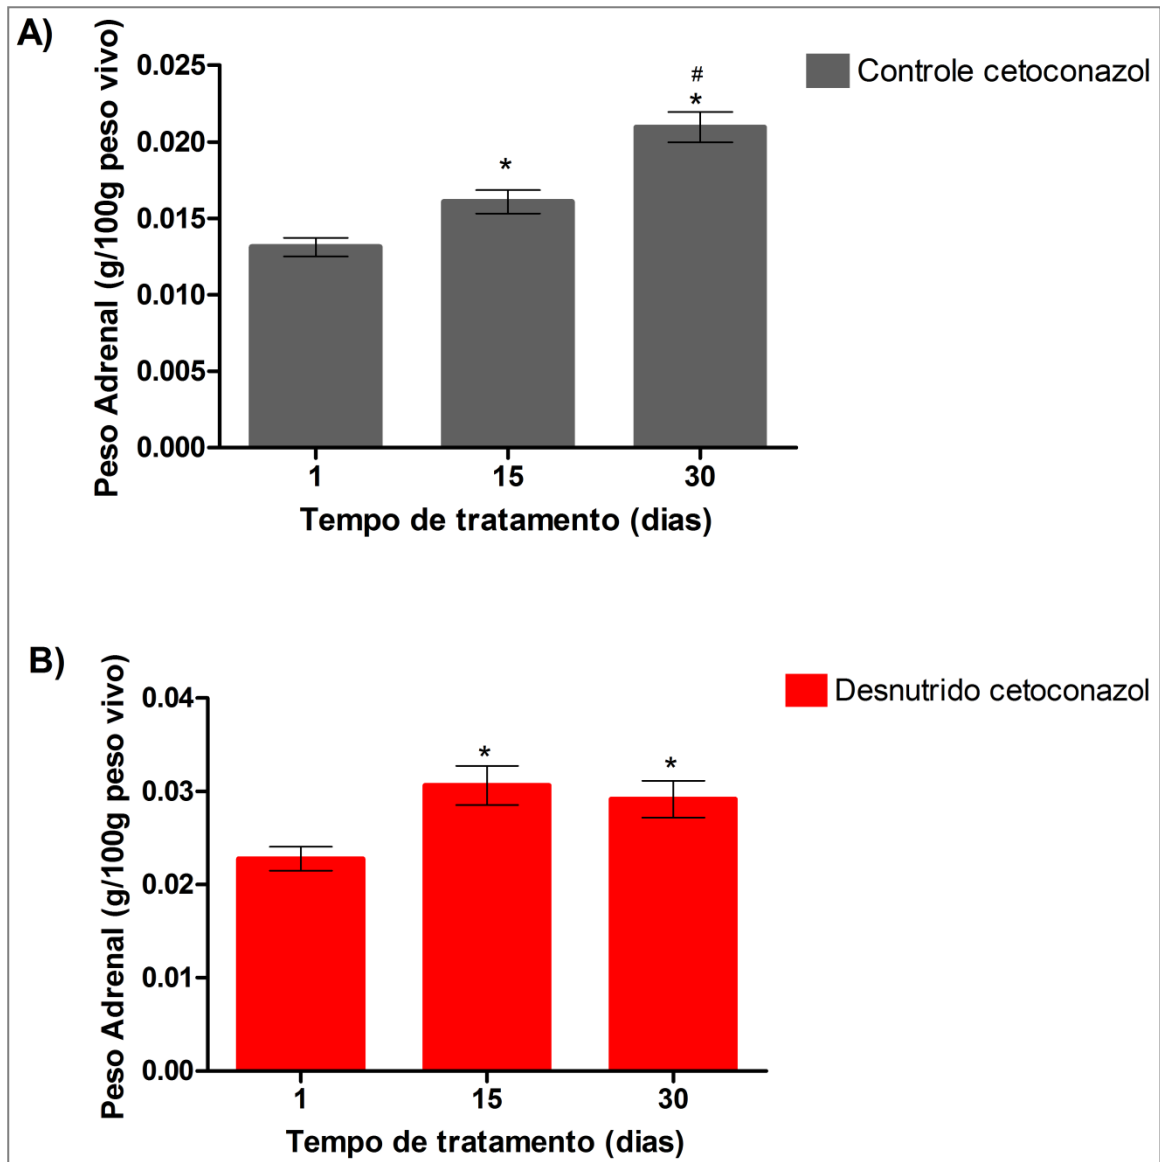 A)
Controle cetoconazol
Peso Adrenal (g/100g peso vivo)
0.025
0.020
0.015
0.010
0.005
0.000
*
#
*
1 15 30
Tempo de tratamento (dias)
B)
Desnutrido cetoconazol
Peso Adrenal (g/100g peso vivo)
0.04
0.03
0.02
0.01
0.00
* *
1 15 30
Tempo de tratamento (dias)